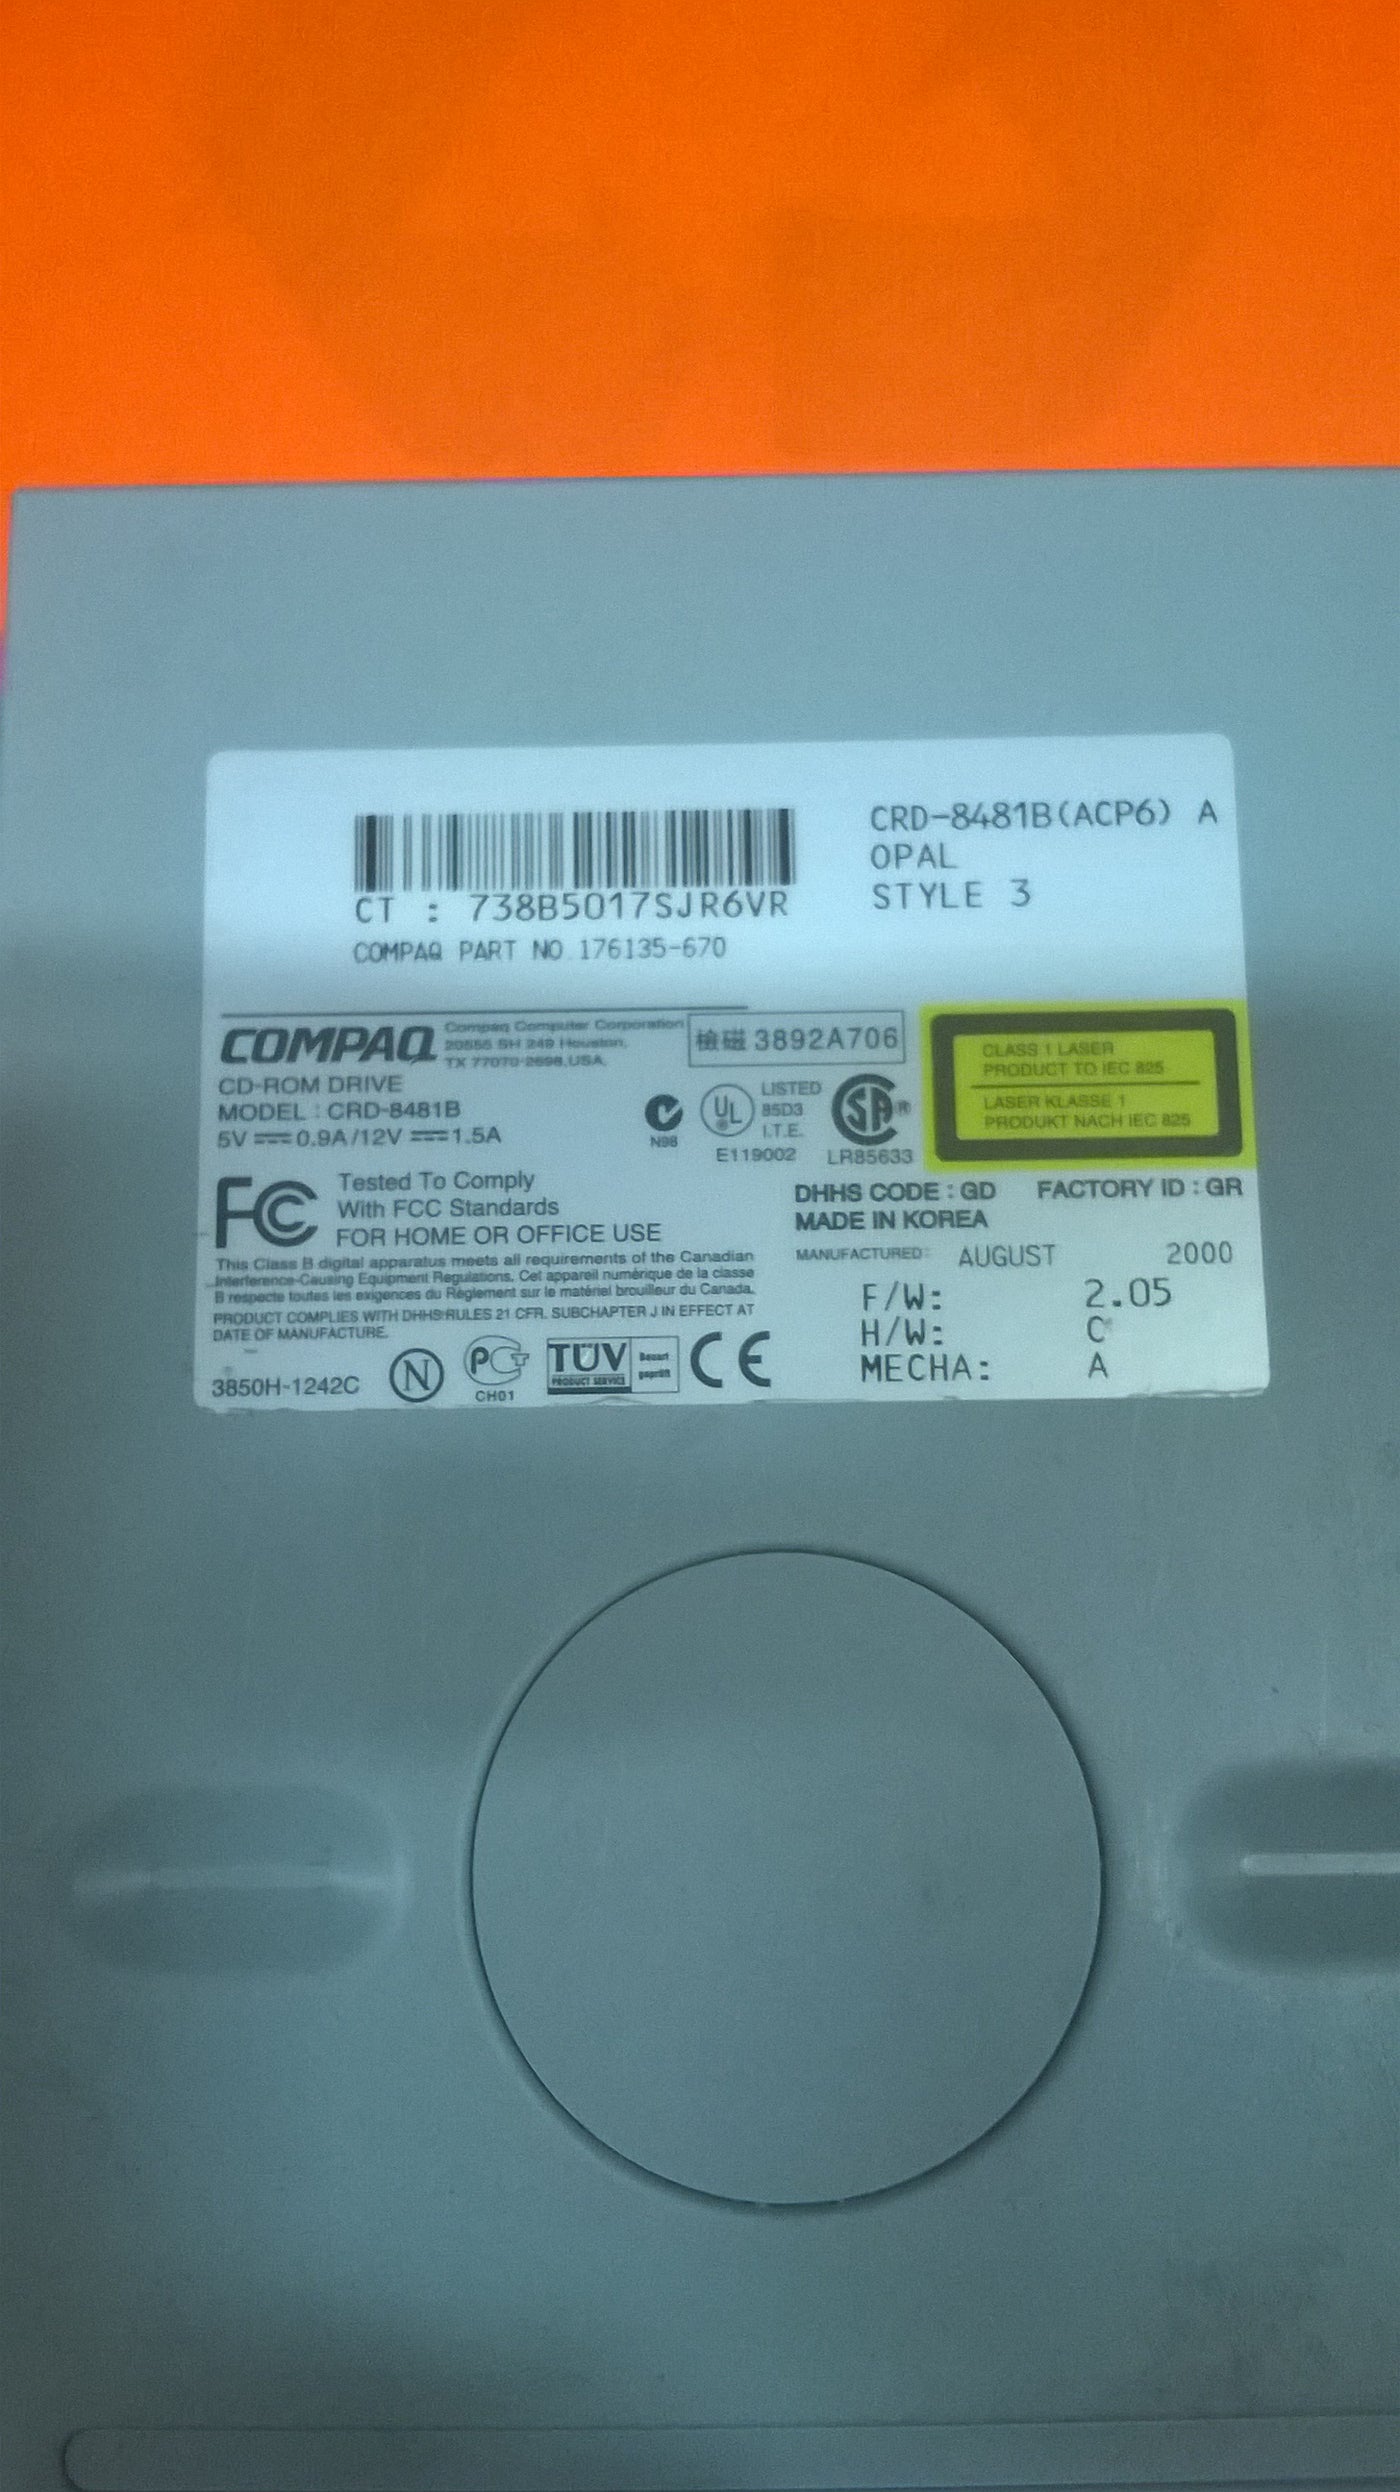 CRD-8481B(ACP6) A
OPAL
STYLE 3
CT : 738B5017SJR6VR
COMPAQ PART NO. 176135-670
COMPAQ
Compaq Computer Corporation
20555 SH 249 Houston,
TX 77070-2698, USA
檢磁 3892A706
CLASS 1 LASER
PRODUCT TO IEC 825
LASER KLASSE 1
PRODUKT NACH IEC 825
CD-ROM DRIVE
MODEL : CRD-8481B
5V ⎓ 0.9A/12V ⎓ 1.5A
N98
UL
LISTED
85D3
I.T.E.
E119002
SA®
LR85633
FC
Tested To Comply
With FCC Standards
FOR HOME OR OFFICE USE
DHHS CODE : GD FACTORY ID : GR
MADE IN KOREA
MANUFACTURED: AUGUST 2000
This Class B digital apparatus meets all requirements of the Canadian
Interference-Causing Equipment Regulations. Cet appareil numérique de la classe
B respecte toutes les exigences du Règlement sur le matériel brouilleur du Canada.
PRODUCT COMPLIES WITH DHHS RULES 21 CFR. SUBCHAPTER J IN EFFECT AT
DATE OF MANUFACTURE.
F/W: 2.05
H/W: C
MECHA: A
3850H-1242C
N
PCT
CH01
TÜV
PRODUCT SERVICE
Bauart
geprüft
CE